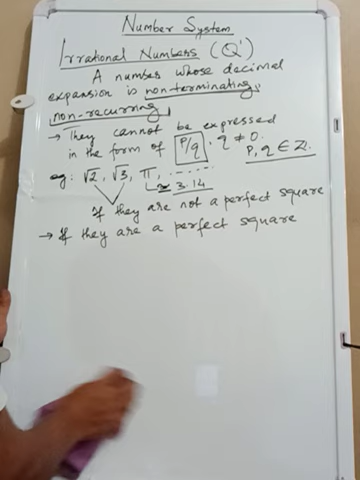 Number System
Irrational Numbers (Q')
A number whose decimal
expansion is non-terminating,
non-recurring.
→ They cannot be expressed
in the form of p/q, q ≠ 0.
p, q ∈ Z.
eg: √2, √3, π, ........
≈ 3.14
If they are not a perfect square
→ If they are a perfect square